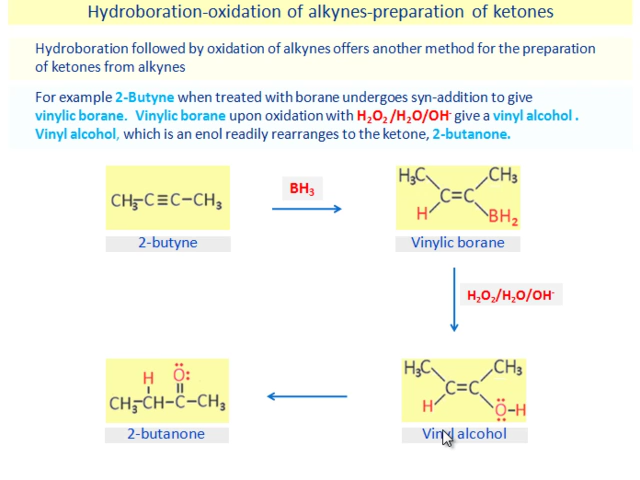 Hydroboration-oxidation of alkynes-preparation of ketones
Hydroboration followed by oxidation of alkynes offers another method for the preparation
of ketones from alkynes
For example 2-Butyne when treated with borane undergoes syn-addition to give
vinylic borane. Vinylic borane upon oxidation with H₂O₂ /H₂O/OH⁻ give a vinyl alcohol .
Vinyl alcohol, which is an enol readily rearranges to the ketone, 2-butanone.
CH₃-C≡C-CH₃
2-butyne
BH₃
H₃C CH₃
C=C
H BH₂
Vinylic borane
H₂O₂/H₂O/OH⁻
H₃C CH₃
C=C
H Ö-H
Vinyl alcohol
H Ö:
CH₃-CH-C-CH₃
2-butanone